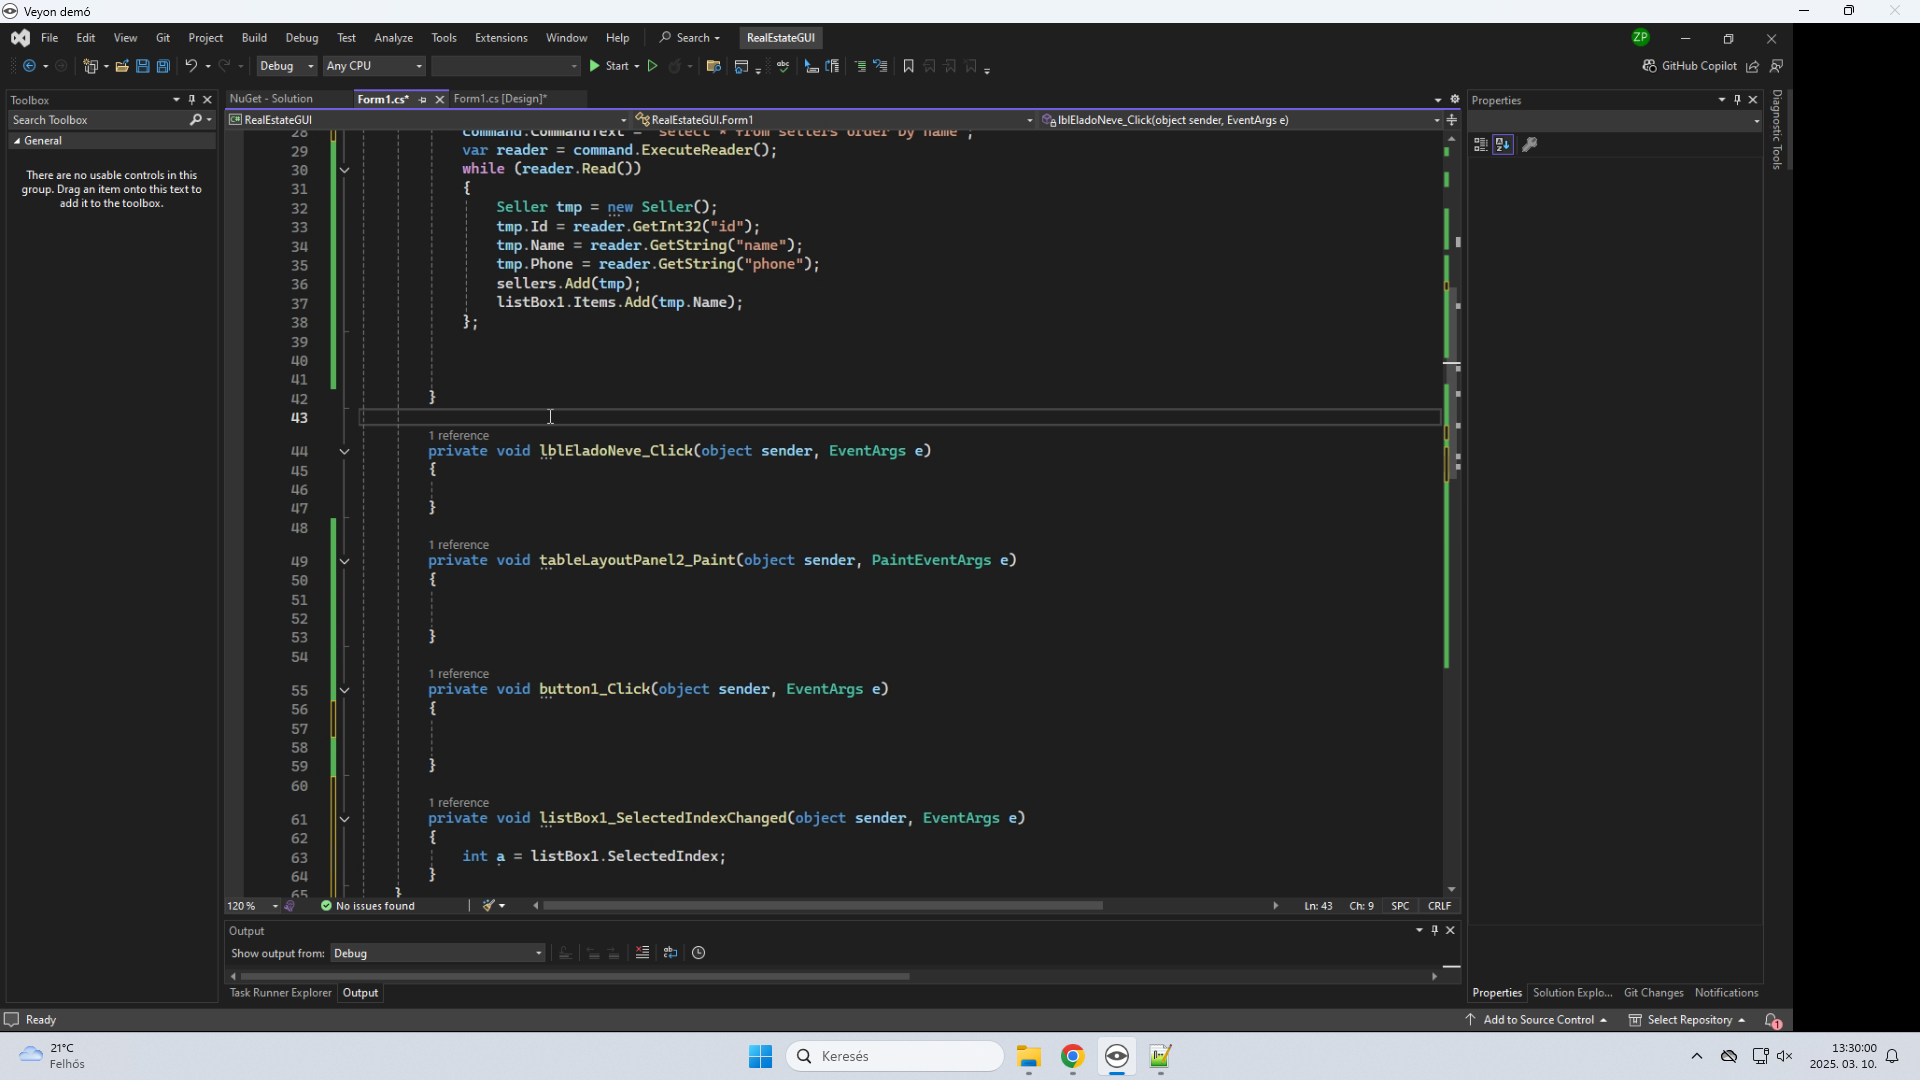 Veyon demó
File Edit View Git Project Build Debug Test Analyze Tools Extensions Window Help Search RealEstateGUI ZP
Debug Any CPU Start GitHub Copilot
Toolbox
Search Toolbox
General
There are no usable controls in this
group. Drag an item onto this text to
add it to the toolbox.
NuGet - Solution Form1.cs* Form1.cs [Design]*
RealEstateGUI RealEstateGUI.Form1 lblEladoNeve_Click(object sender, EventArgs e)
28 command.CommandText = "select * from sellers order by name";
29 var reader = command.ExecuteReader();
30 while (reader.Read())
31 {
32 Seller tmp = new Seller();
33 tmp.Id = reader.GetInt32("id");
34 tmp.Name = reader.GetString("name");
35 tmp.Phone = reader.GetString("phone");
36 sellers.Add(tmp);
37 listBox1.Items.Add(tmp.Name);
38 };
39
40
41
42 }
43
1 reference
44 private void lblEladoNeve_Click(object sender, EventArgs e)
45 {
46
47 }
48
1 reference
49 private void tableLayoutPanel2_Paint(object sender, PaintEventArgs e)
50 {
51
52
53 }
54
1 reference
55 private void button1_Click(object sender, EventArgs e)
56 {
57
58
59 }
60
1 reference
61 private void listBox1_SelectedIndexChanged(object sender, EventArgs e)
62 {
63 int a = listBox1.SelectedIndex;
64 }
65 }
120 % No issues found Ln: 43 Ch: 9 SPC CRLF
Output
Show output from: Debug
Task Runner Explorer Output
Properties
Diagnostic Tools
Properties Solution Explo... Git Changes Notifications
Ready Add to Source Control Select Repository 1
21°C
Felhős
Keresés
13:30:00
2025. 03. 10.